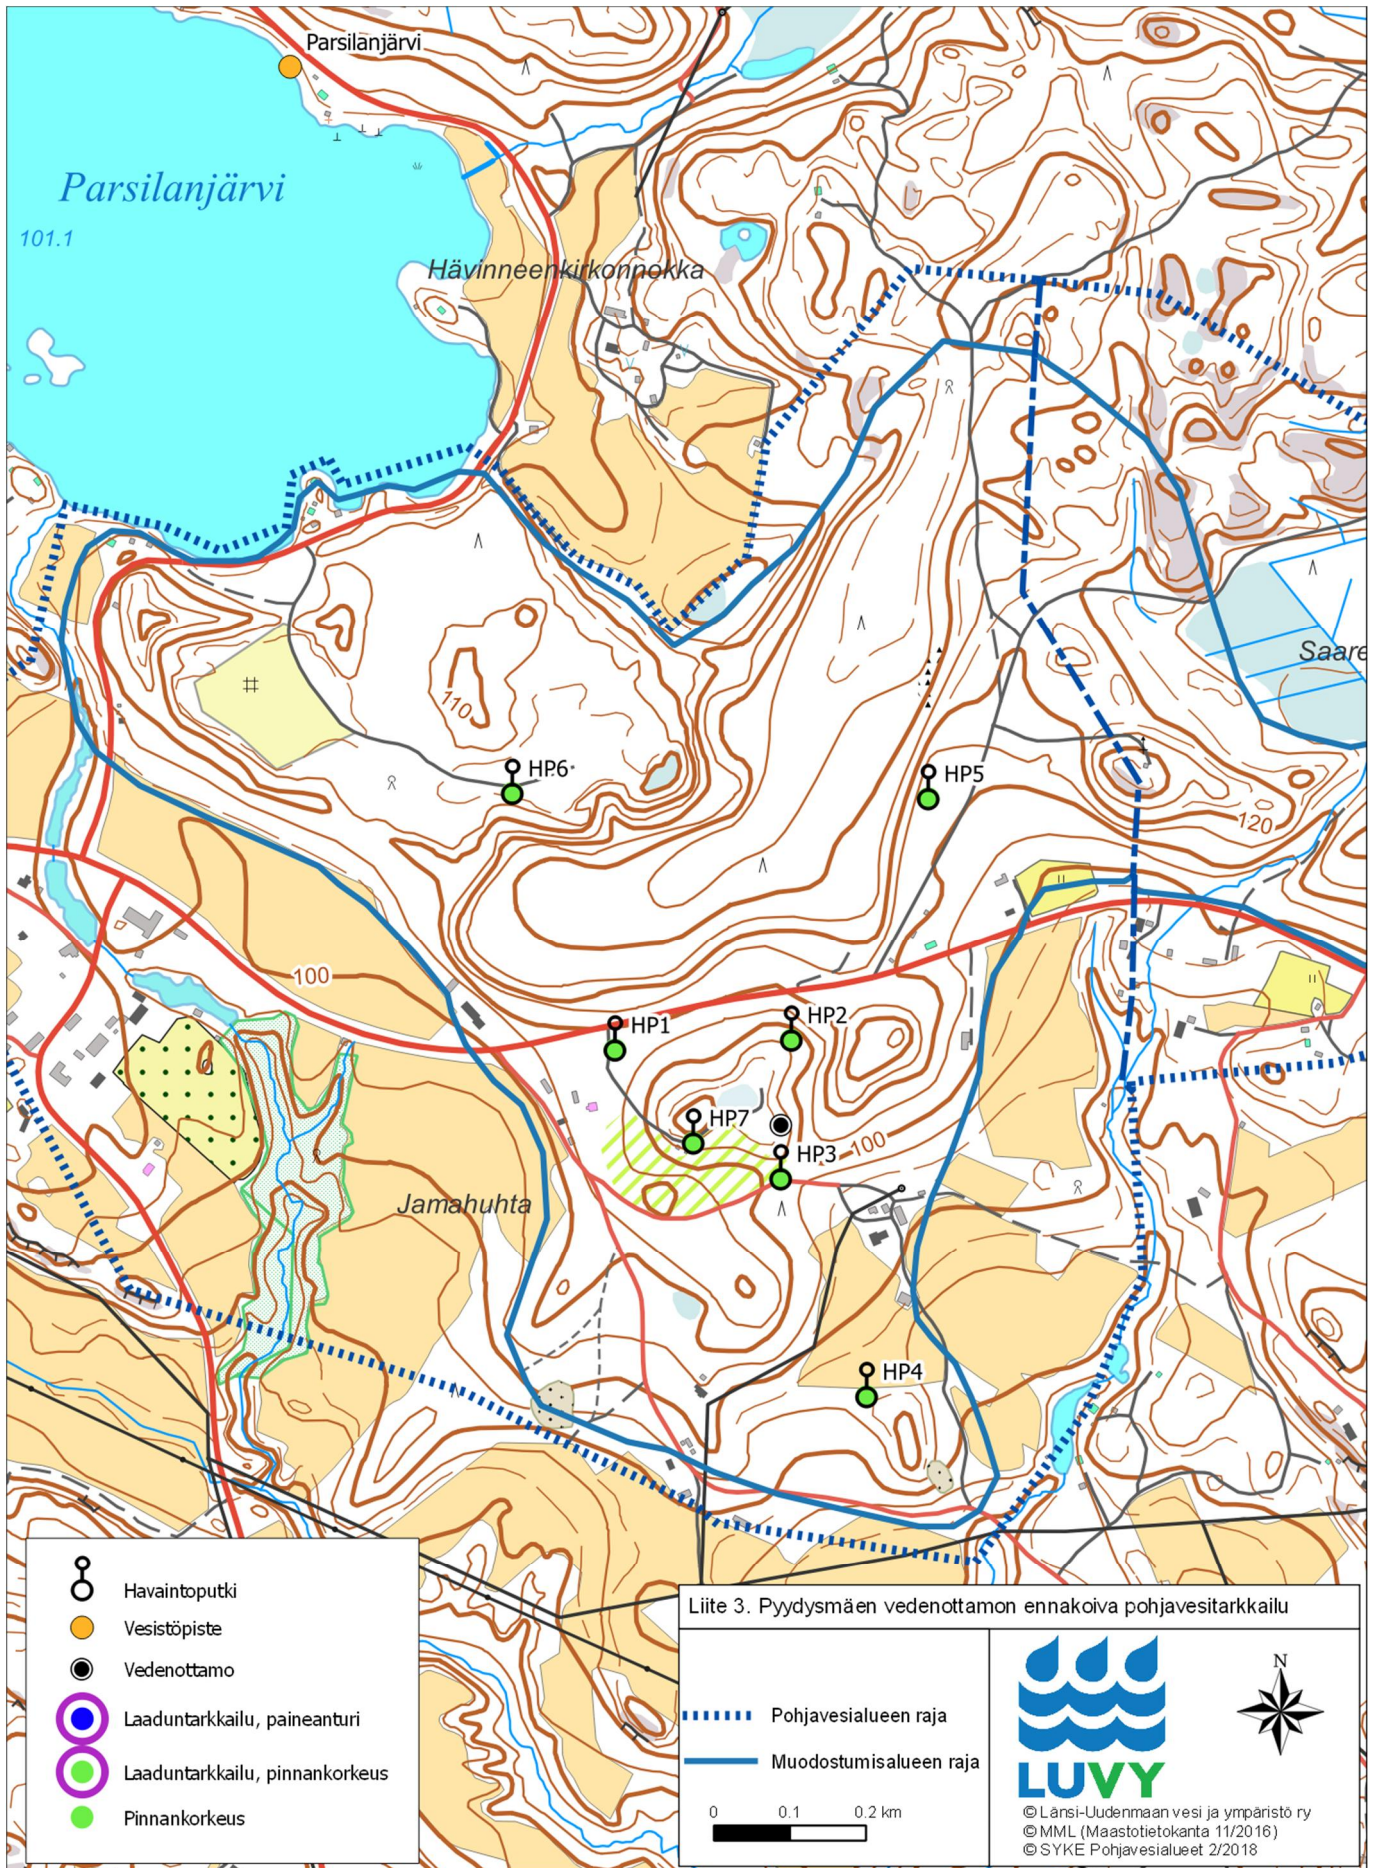 Parsilanjärvi
Parsilanjärvi
101.1
Hävinneenkirkonnokka
Saare
110
HP6
HP5
120
100
HP1
HP2
HP7
HP3
100
Jamahuhta
HP4
Havaintoputki
Vesistöpiste
Vedenottamo
Laaduntarkkailu, paineanturi
Laaduntarkkailu, pinnankorkeus
Pinnankorkeus
Liite 3. Pyydysmäen vedenottamon ennakoiva pohjavesitarkkailu
Pohjavesialueen raja
Muodostumisalueen raja
0 0.1 0.2 km
N
LUVY
© Länsi-Uudenmaan vesi ja ympäristö ry
© MML (Maastotietokanta 11/2016)
© SYKE Pohjavesialueet 2/2018